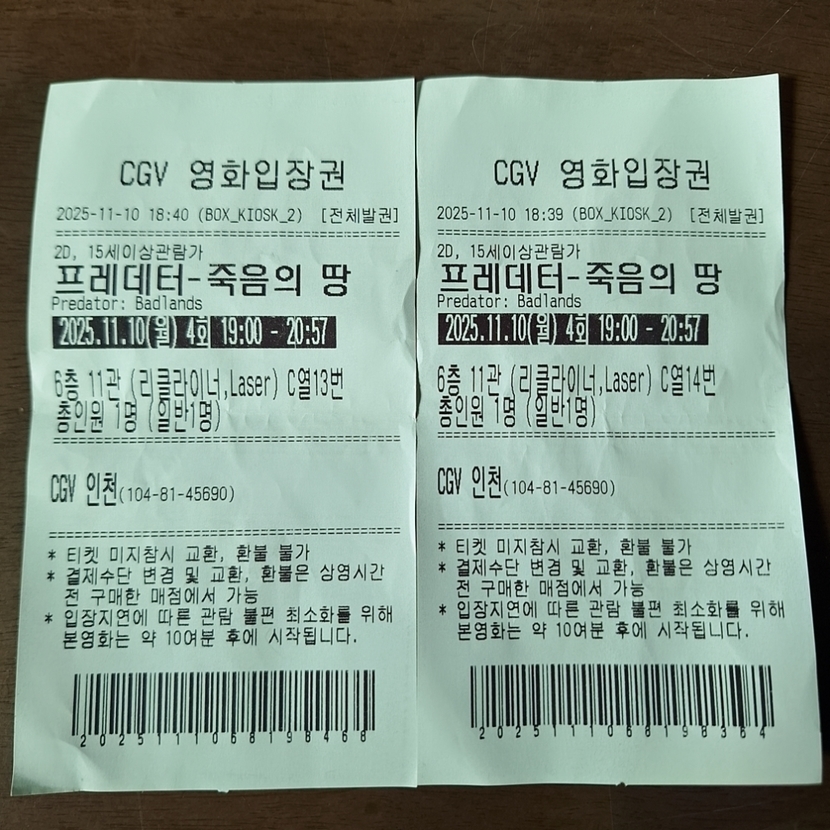 CGV 영화입장권
2025-11-10 18:40 (BOX_KIOSK_2) [전체발권]
2D, 15세이상관람가
프레데터-죽음의 땅
Predator: Badlands
2025.11.10(월) 4회 19:00 - 20:57
6층 11관 (리클라이너,Laser) C열13번
총인원 1명 (일반1명)
CGV 인천(104-81-45690)
* 티켓 미지참시 교환, 환불 불가
* 결제수단 변경 및 교환, 환불은 상영시간
전 구매한 매점에서 가능
* 입장지연에 따른 관람 불편 최소화를 위해
본영화는 약 10여분 후에 시작됩니다.
2025111068198468
CGV 영화입장권
2025-11-10 18:39 (BOX_KIOSK_2) [전체발권]
2D, 15세이상관람가
프레데터-죽음의 땅
Predator: Badlands
2025.11.10(월) 4회 19:00 - 20:57
6층 11관 (리클라이너,Laser) C열14번
총인원 1명 (일반1명)
CGV 인천(104-81-45690)
* 티켓 미지참시 교환, 환불 불가
* 결제수단 변경 및 교환, 환불은 상영시간
전 구매한 매점에서 가능
* 입장지연에 따른 관람 불편 최소화를 위해
본영화는 약 10여분 후에 시작됩니다.
2025111068198364